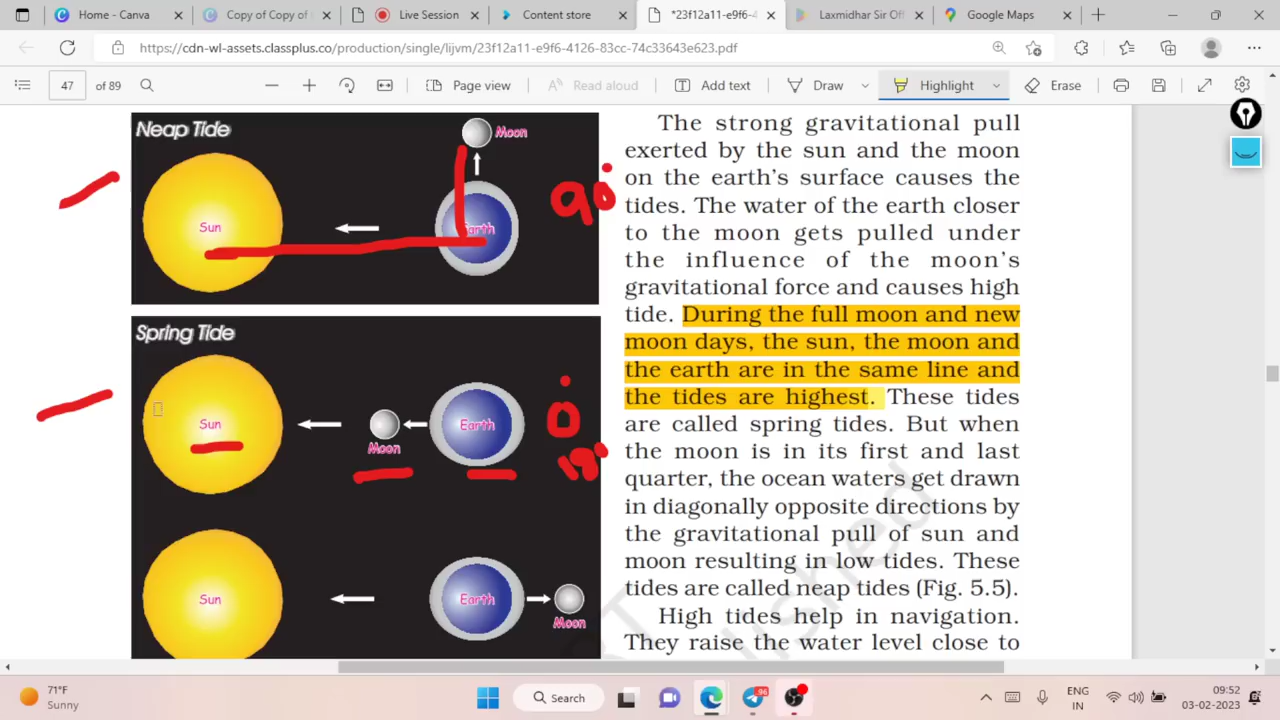 Home - Canva
Copy of Copy of
Live Session
Content store
*23f12a11-e9f6-4
Laxmidhar Sir Off
Google Maps
https://cdn-wl-assets.classplus.co/production/single/lijvm/23f12a11-e9f6-4126-83cc-74c33643e623.pdf
47 of 89
Page view
Read aloud
Add text
Draw
Highlight
Erase
Neap Tide
Moon
Sun
Earth
90
Spring Tide
Sun
Moon
Earth
0
Sun
Earth
Moon
The strong gravitational pull
exerted by the sun and the moon
on the earth's surface causes the
tides. The water of the earth closer
to the moon gets pulled under
the influence of the moon's
gravitational force and causes high
tide. During the full moon and new
moon days, the sun, the moon and
the earth are in the same line and
the tides are highest. These tides
are called spring tides. But when
the moon is in its first and last
quarter, the ocean waters get drawn
in diagonally opposite directions by
the gravitational pull of sun and
moon resulting in low tides. These
tides are called neap tides (Fig. 5.5).
High tides help in navigation.
They raise the water level close to
71°F
Sunny
Search
96
ENG
IN
09:52
03-02-2023